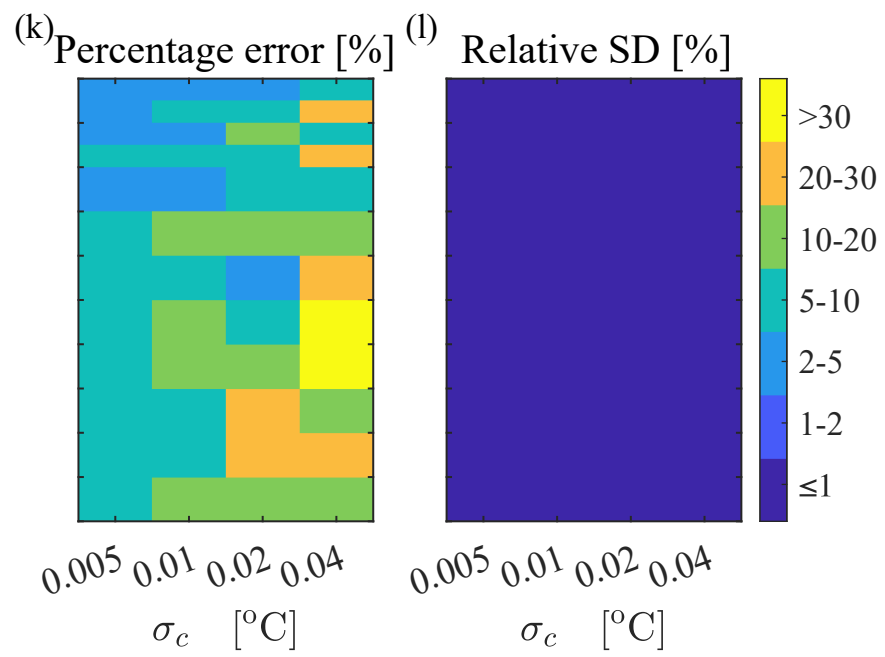 (k)
Percentage error [%]
(l)
Relative SD [%]
>30
20-30
10-20
5-10
2-5
1-2
≤1
0.005 0.01 0.02 0.04
σc [°C]
0.005 0.01 0.02 0.04
σc [°C]